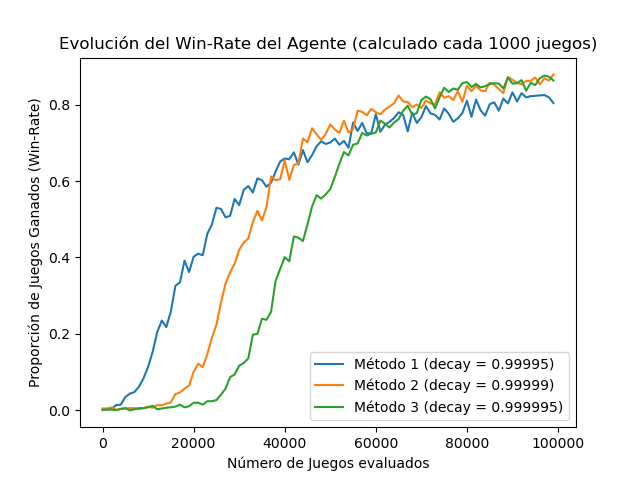 Evolución del Win-Rate del Agente (calculado cada 1000 juegos)
Proporción de Juegos Ganados (Win-Rate)
0.8
0.6
0.4
0.2
0.0
Método 1 (decay = 0.99995)
Método 2 (decay = 0.99999)
Método 3 (decay = 0.999995)
0 20000 40000 60000 80000 100000
Número de Juegos evaluados